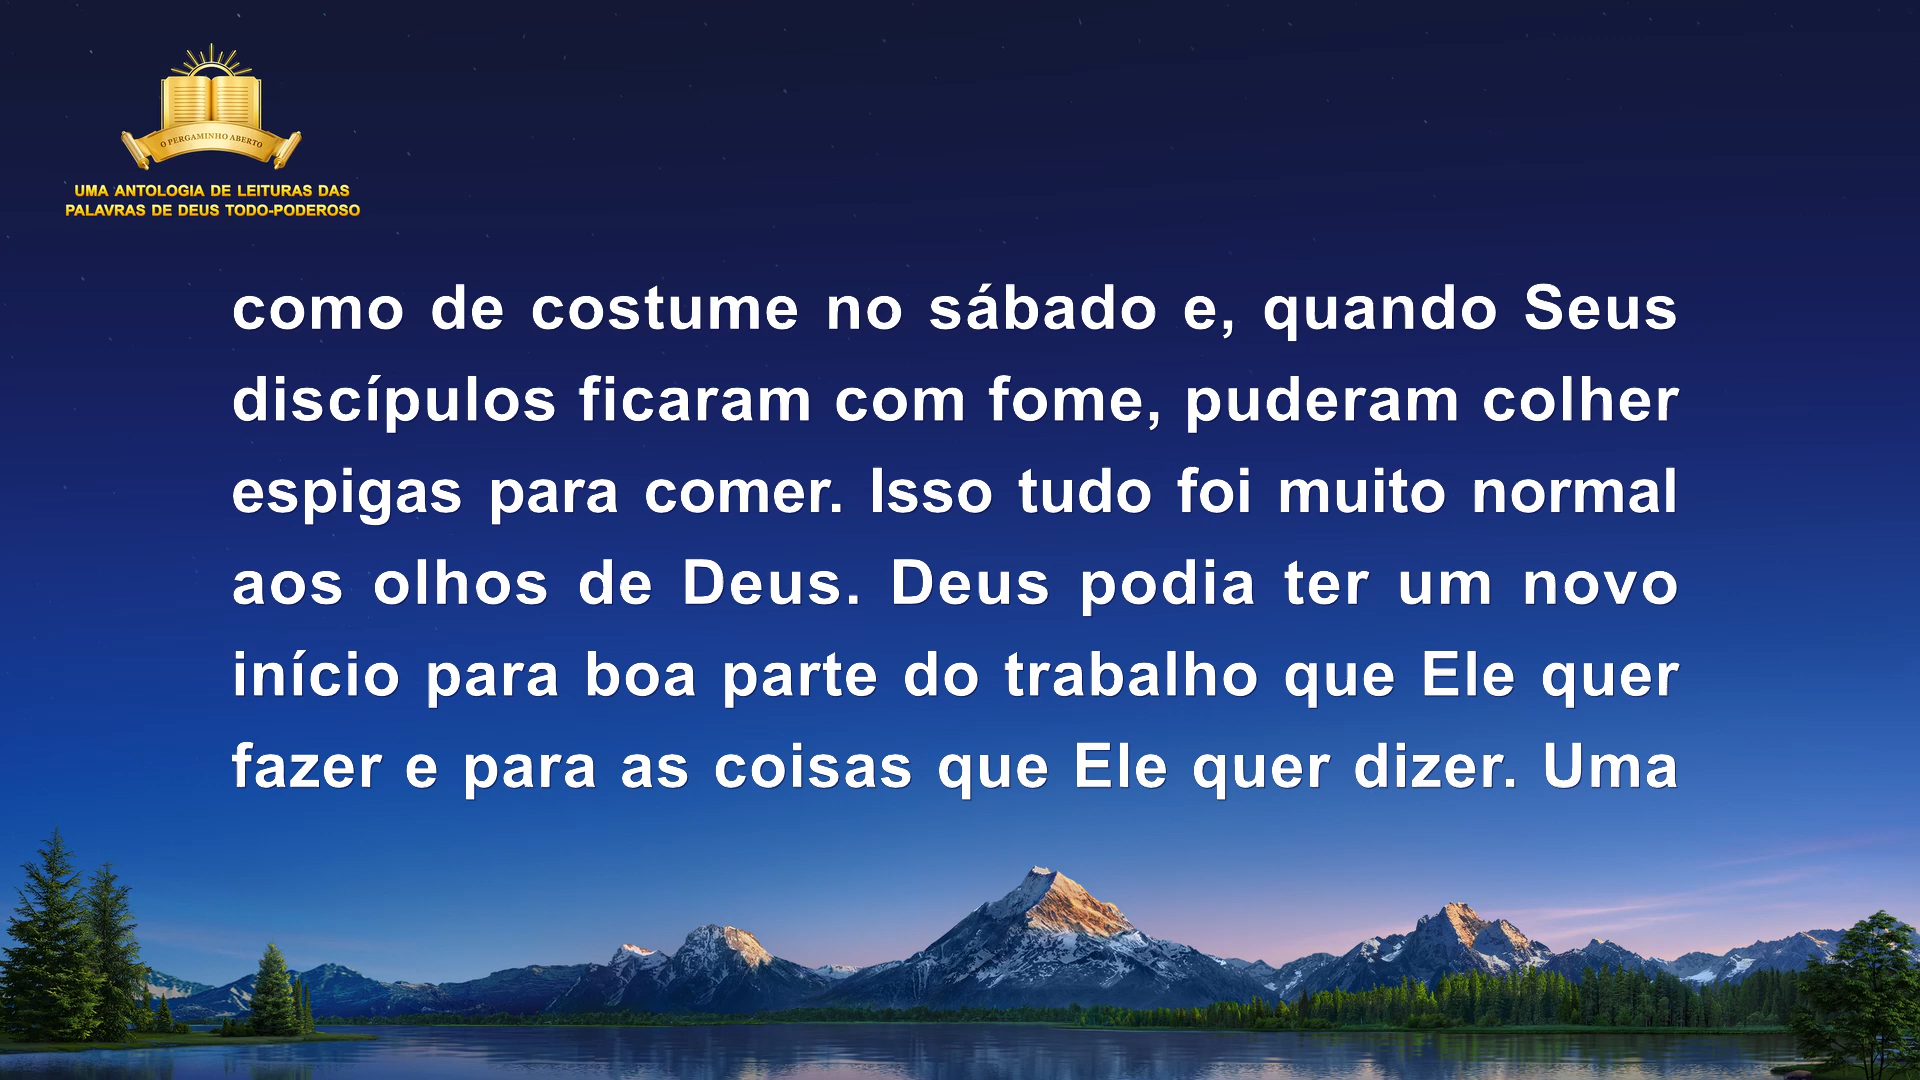 O PERGAMINHO ABERTO
UMA ANTOLOGIA DE LEITURAS DAS
PALAVRAS DE DEUS TODO-PODEROSO
como de costume no sábado e, quando Seus
discípulos ficaram com fome, puderam colher
espigas para comer. Isso tudo foi muito normal
aos olhos de Deus. Deus podia ter um novo
início para boa parte do trabalho que Ele quer
fazer e para as coisas que Ele quer dizer. Uma